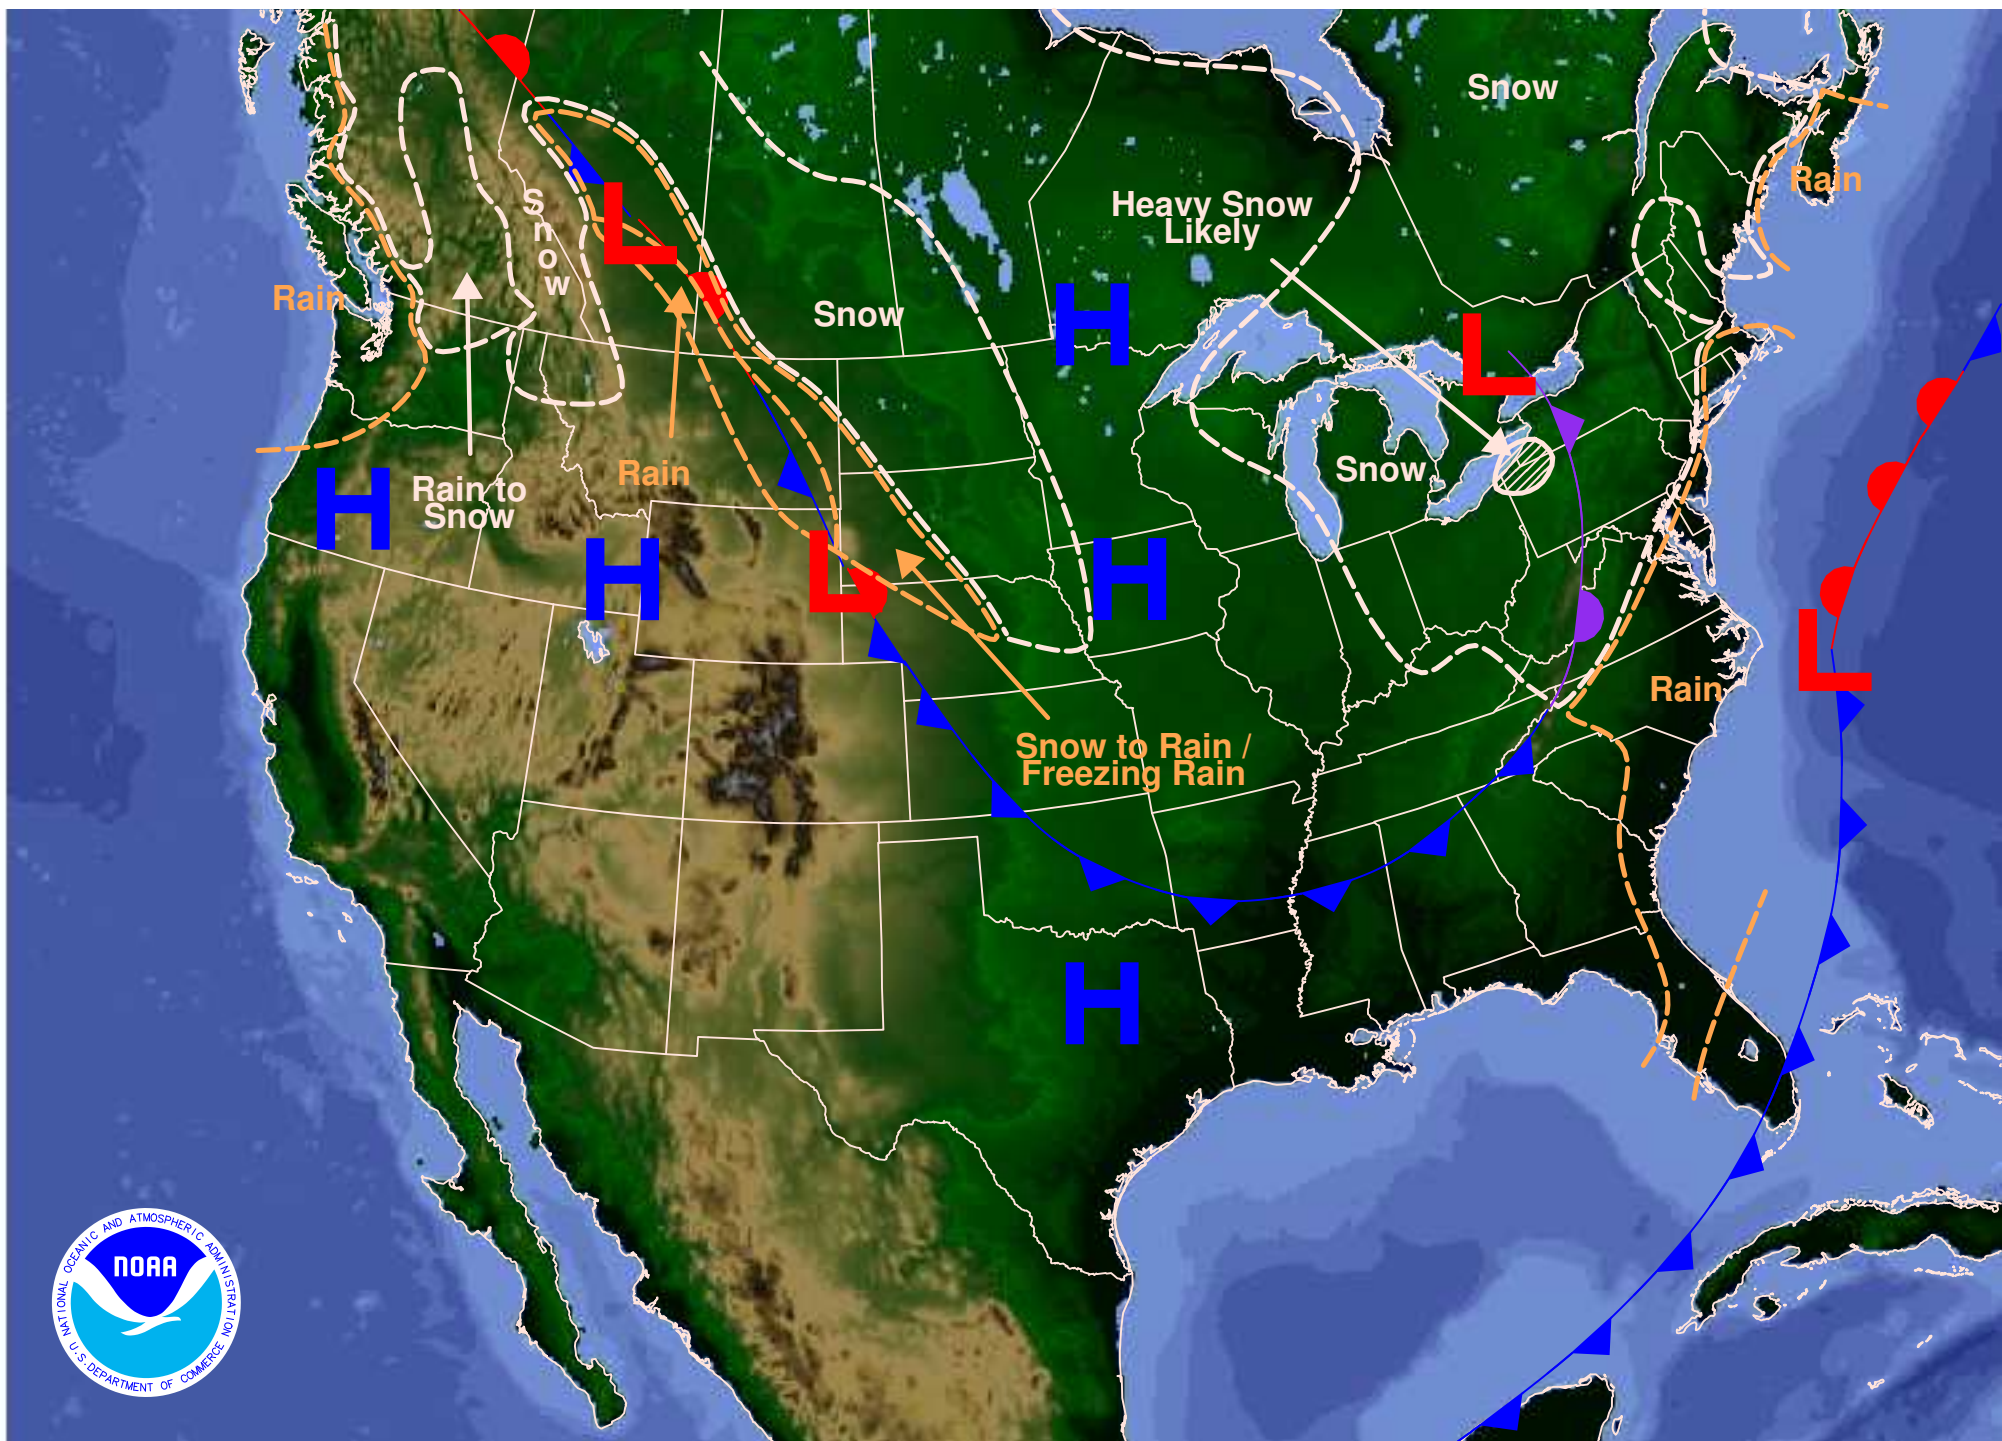 Snow
Rain
Heavy Snow
Likely
S
n
o
w
L
Rain
Snow
H
L
Snow
Rain
Rain to
Snow
H
H
L
H
L
Rain
Snow to Rain /
Freezing Rain
H
NATIONAL OCEANIC AND ATMOSPHERIC ADMINISTRATION
NOAA
U.S. DEPARTMENT OF COMMERCE